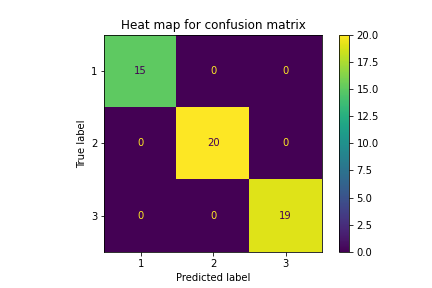 Heat map for confusion matrix
True label
1 15 0 0
2 0 20 0
3 0 0 19
1 2 3
Predicted label
20.0
17.5
15.0
12.5
10.0
7.5
5.0
2.5
0.0